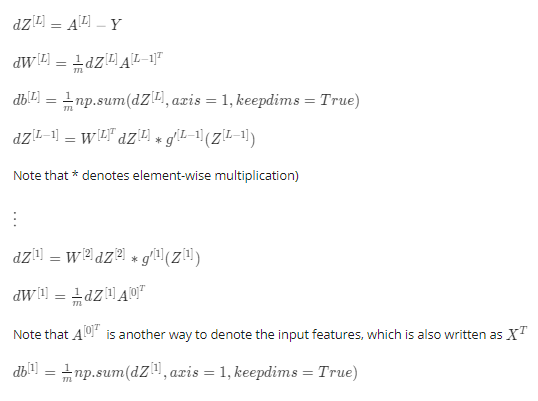 dZ^{[L]} = A^{[L]} − Y
dW^{[L]} = \frac{1}{m} dZ^{[L]} A^{[L−1]^T}
db^{[L]} = \frac{1}{m} np.sum(dZ^{[L]}, axis = 1, keepdims = True)
dZ^{[L−1]} = W^{[L]^T} dZ^{[L]} * g'^{[L−1]}(Z^{[L−1]})
Note that * denotes element-wise multiplication)
⋮
dZ^{[1]} = W^{[2]} dZ^{[2]} * g'^{[1]}(Z^{[1]})
dW^{[1]} = \frac{1}{m} dZ^{[1]} A^{[0]^T}
Note that A^{[0]^T} is another way to denote the input features, which is also written as X^T
db^{[1]} = \frac{1}{m} np.sum(dZ^{[1]}, axis = 1, keepdims = True)